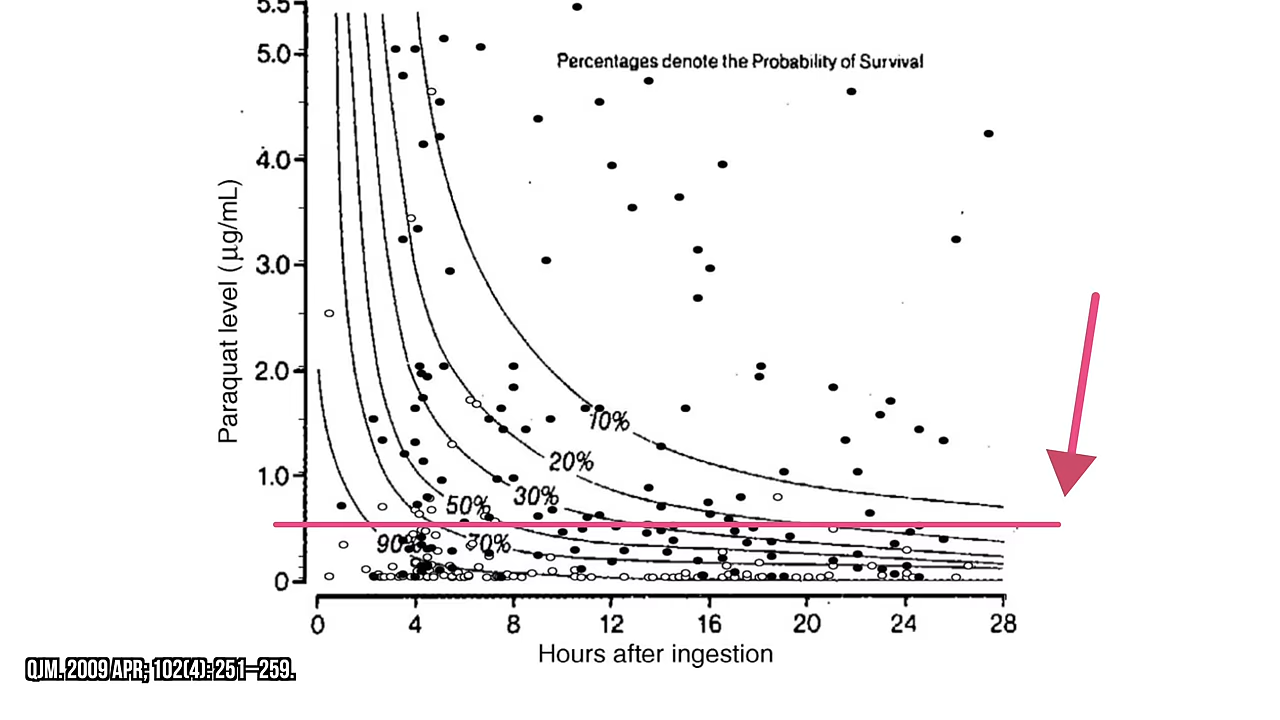 5.5
Percentages denote the Probability of Survival
5.0
4.0
3.0
2.0
1.0
0
Paraquat level (µg/mL)
10%
20%
30%
50%
70%
90%
0 4 8 12 16 20 24 28
Hours after ingestion
QJM. 2009 APR; 102(4): 251–259.